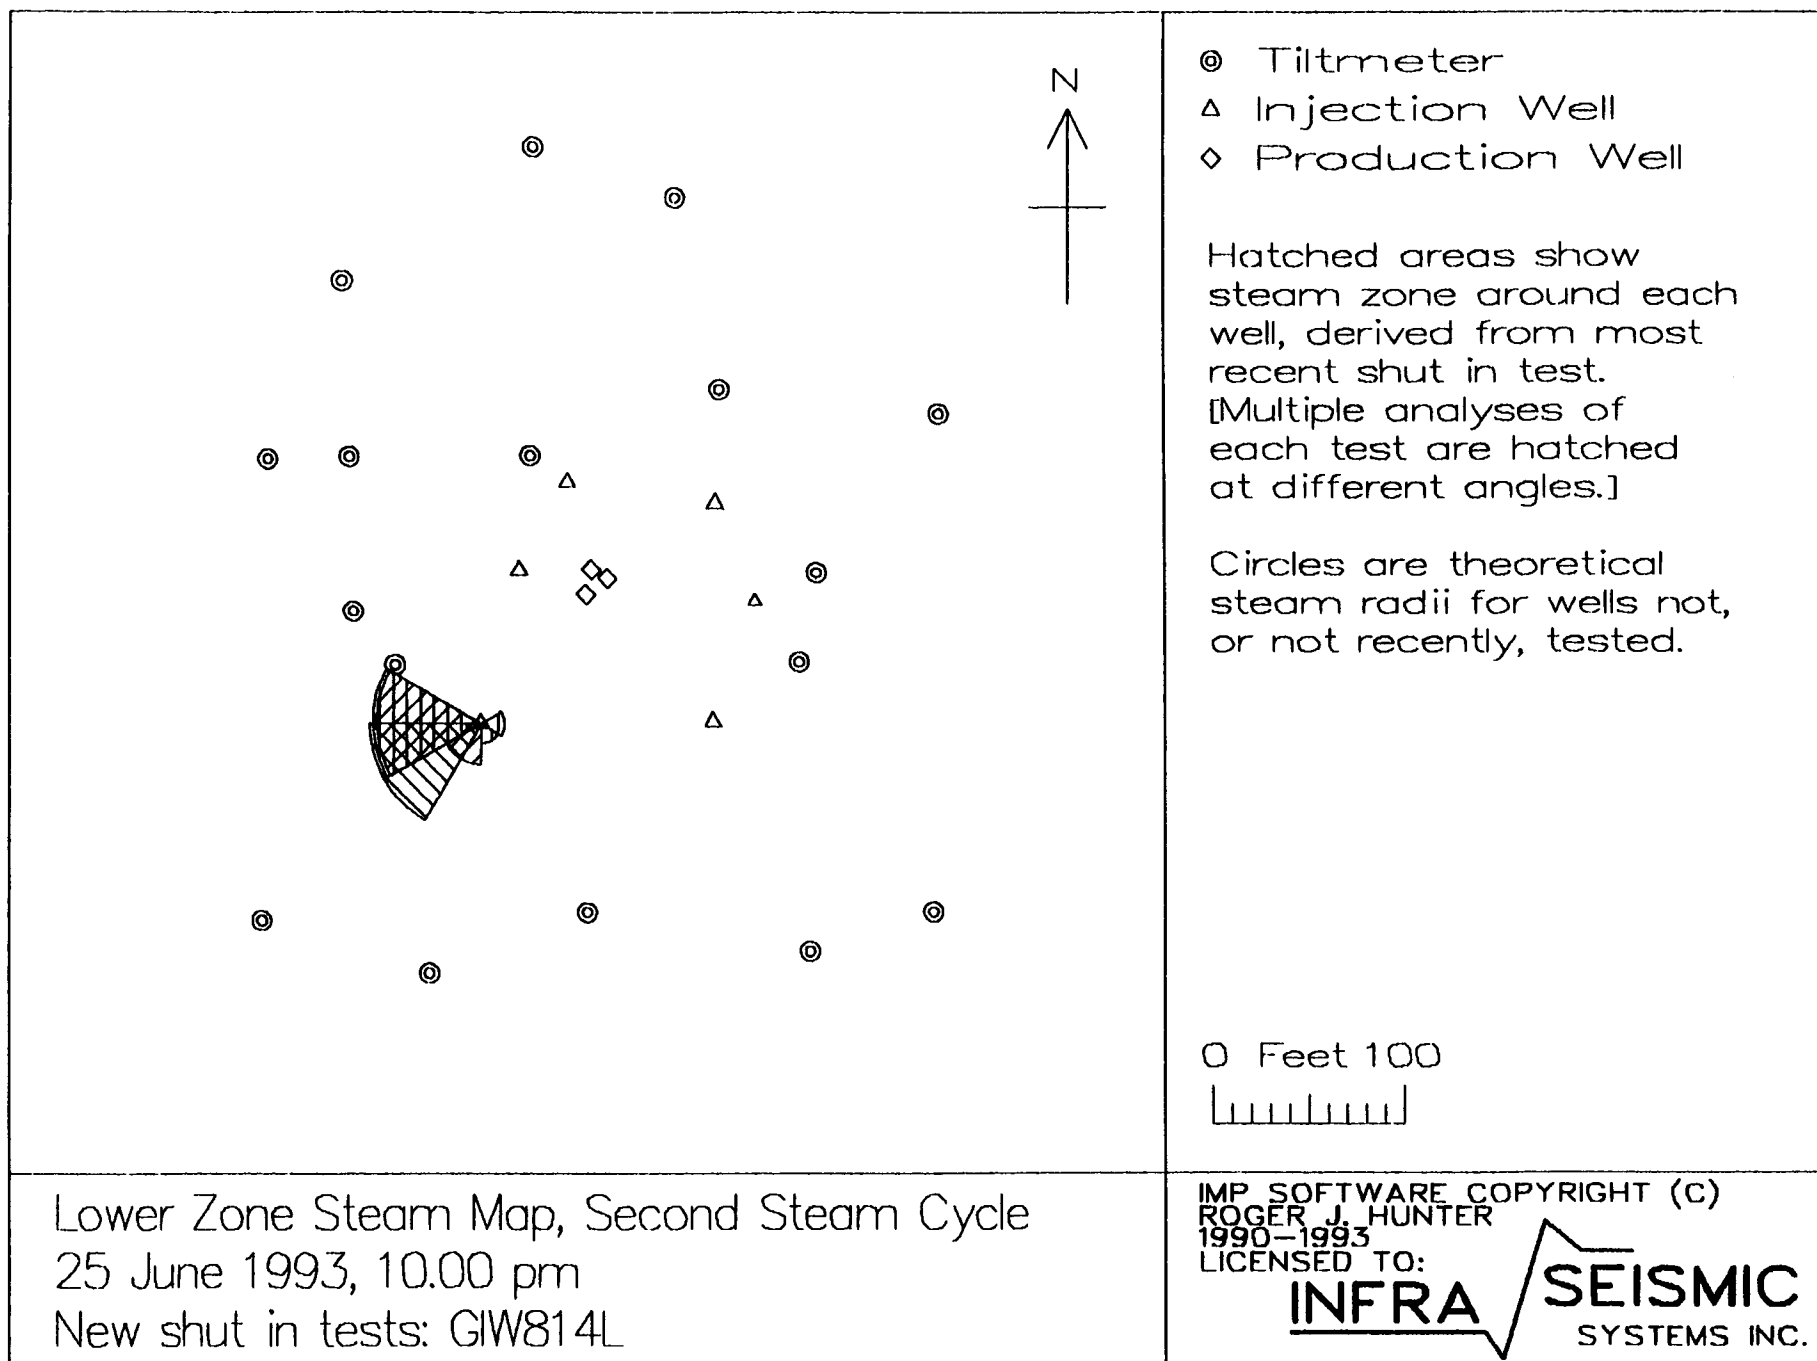 N
Tiltmeter
Injection Well
Production Well
Hatched areas show
steam zone around each
well, derived from most
recent shut in test.
[Multiple analyses of
each test are hatched
at different angles.]
Circles are theoretical
steam radii for wells not,
or not recently, tested.
0 Feet 100
Lower Zone Steam Map, Second Steam Cycle
25 June 1993, 10.00 pm
New shut in tests: GIW814L
IMP SOFTWARE COPYRIGHT (C)
ROGER J. HUNTER
1990-1993
LICENSED TO:
INFRA SEISMIC
SYSTEMS INC.